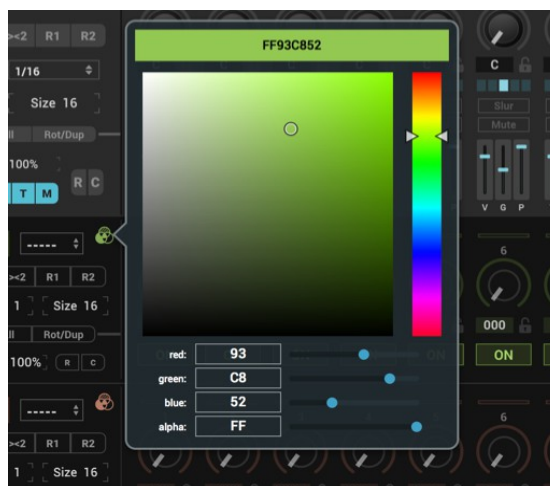 FF93C852
><2 R1 R2
1/16
Size 16
Rot/Dup
100%
T M
R C
-----
><2 R1 R2
1 Size 16
Rot/Dup
100% R C
-----
><2 R1 R2
1 Size 16
red: 93
green: C8
blue: 52
alpha: FF
C
Slur
Mute
V G P
6
000
ON
ON
6